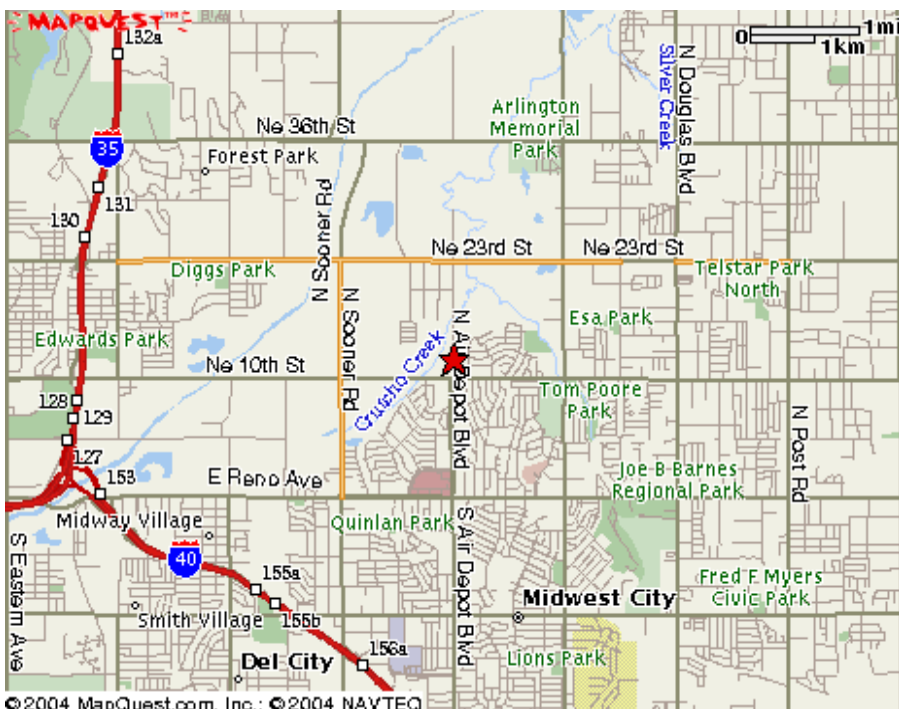 MAPQUEST
132a
0 1mi
1km
N Douglas Blvd
Silver Creek
Arlington
Memorial
Park
Ne 36th St
35
Forest Park
131
130
N Sooner Rd
Ne 23rd St
Ne 23rd St
Diggs Park
Telstar Park
North
N Sooner Rd
Esa Park
Edwards Park
N Air Depot Blvd
Crutcho Creek
Ne 10th St
128
129
Tom Poore
Park
N Post Rd
127
153
E Reno Ave
Joe B Barnes
Regional Park
Midway Village
Quinlan Park
S Eastern Ave
S Air Depot Blvd
40
155a
Fred F Myers
Civic Park
Midwest City
Smith Village
155b
Del City
156a
Lions Park
©2004 MapQuest.com, Inc.; ©2004 NAVTEQ